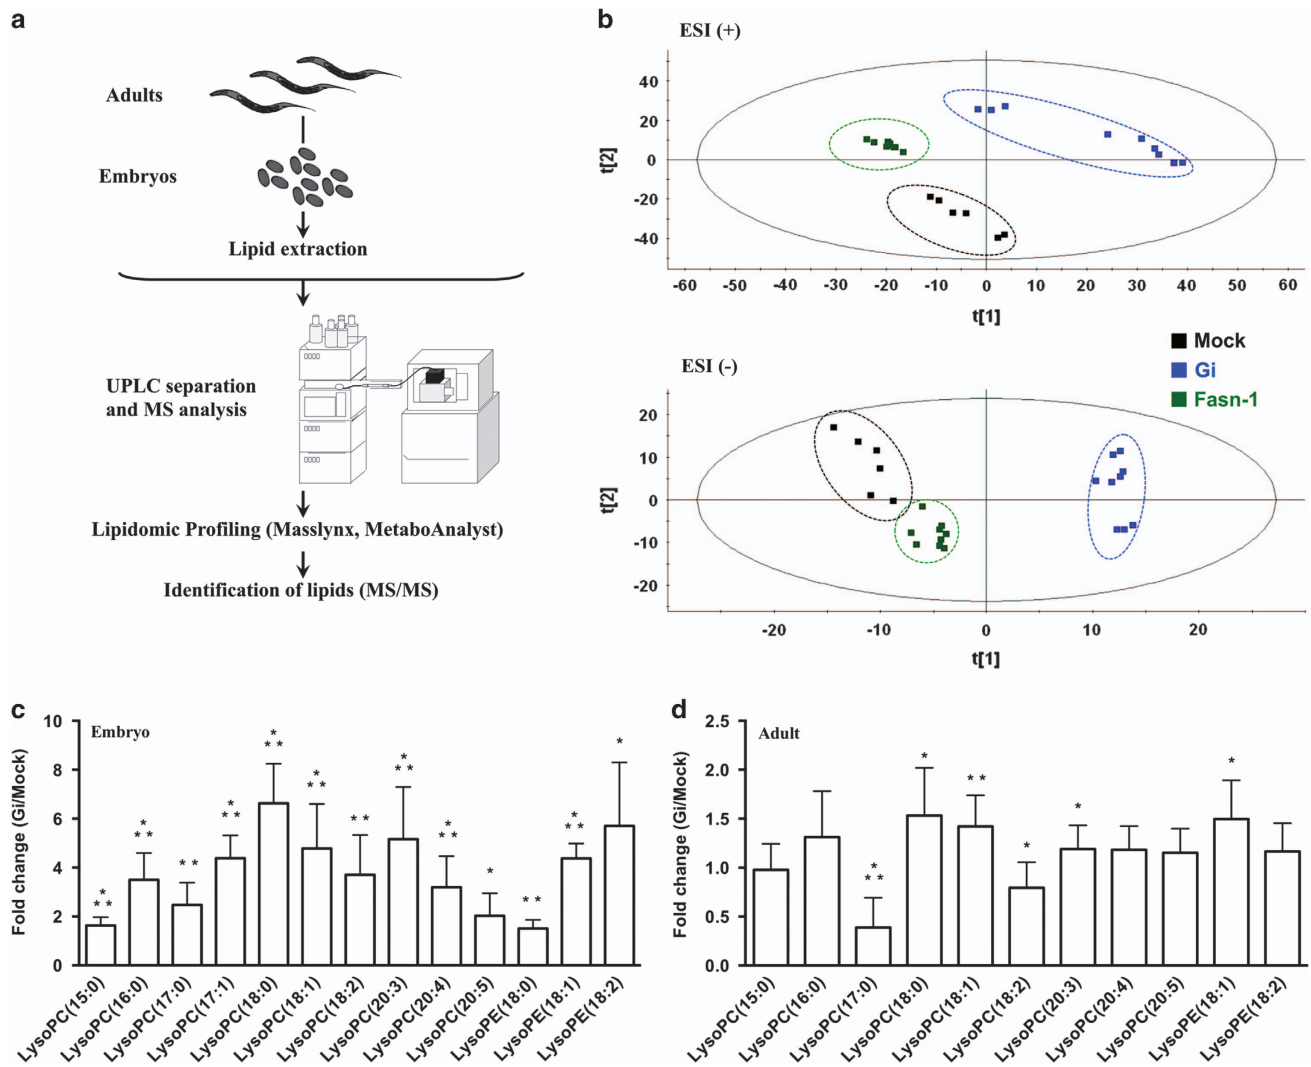 a
Adults
Embryos
Lipid extraction
UPLC separation
and MS analysis
Lipidomic Profiling (Masslynx, MetaboAnalyst)
Identification of lipids (MS/MS)
b
ESI (+)
t[2]
40
20
0
-20
-40
-60 -50 -40 -30 -20 -10 0 10 20 30 40 50 60
t[1]
Mock
Gi
Fasn-1
ESI (-)
t[2]
20
10
0
-10
-20
-20 -10 0 10 20
t[1]
c
Embryo
Fold change (Gi/Mock)
10
8
6
4
2
0
*
* *
*
* *
* *
*
* *
*
* *
*
* *
* *
*
* *
*
* *
*
* *
*
* *
*
LysoPC(15:0)
LysoPC(16:0)
LysoPC(17:0)
LysoPC(17:1)
LysoPC(18:0)
LysoPC(18:1)
LysoPC(18:2)
LysoPC(20:3)
LysoPC(20:4)
LysoPC(20:5)
LysoPE(18:0)
LysoPE(18:1)
LysoPE(18:2)
d
Adult
Fold change (Gi/Mock)
2.5
2.0
1.5
1.0
0.5
0.0
*
* *
*
* *
*
*
*
LysoPC(15:0)
LysoPC(16:0)
LysoPC(17:0)
LysoPC(18:0)
LysoPC(18:1)
LysoPC(18:2)
LysoPC(20:3)
LysoPC(20:4)
LysoPC(20:5)
LysoPE(18:1)
LysoPE(18:2)